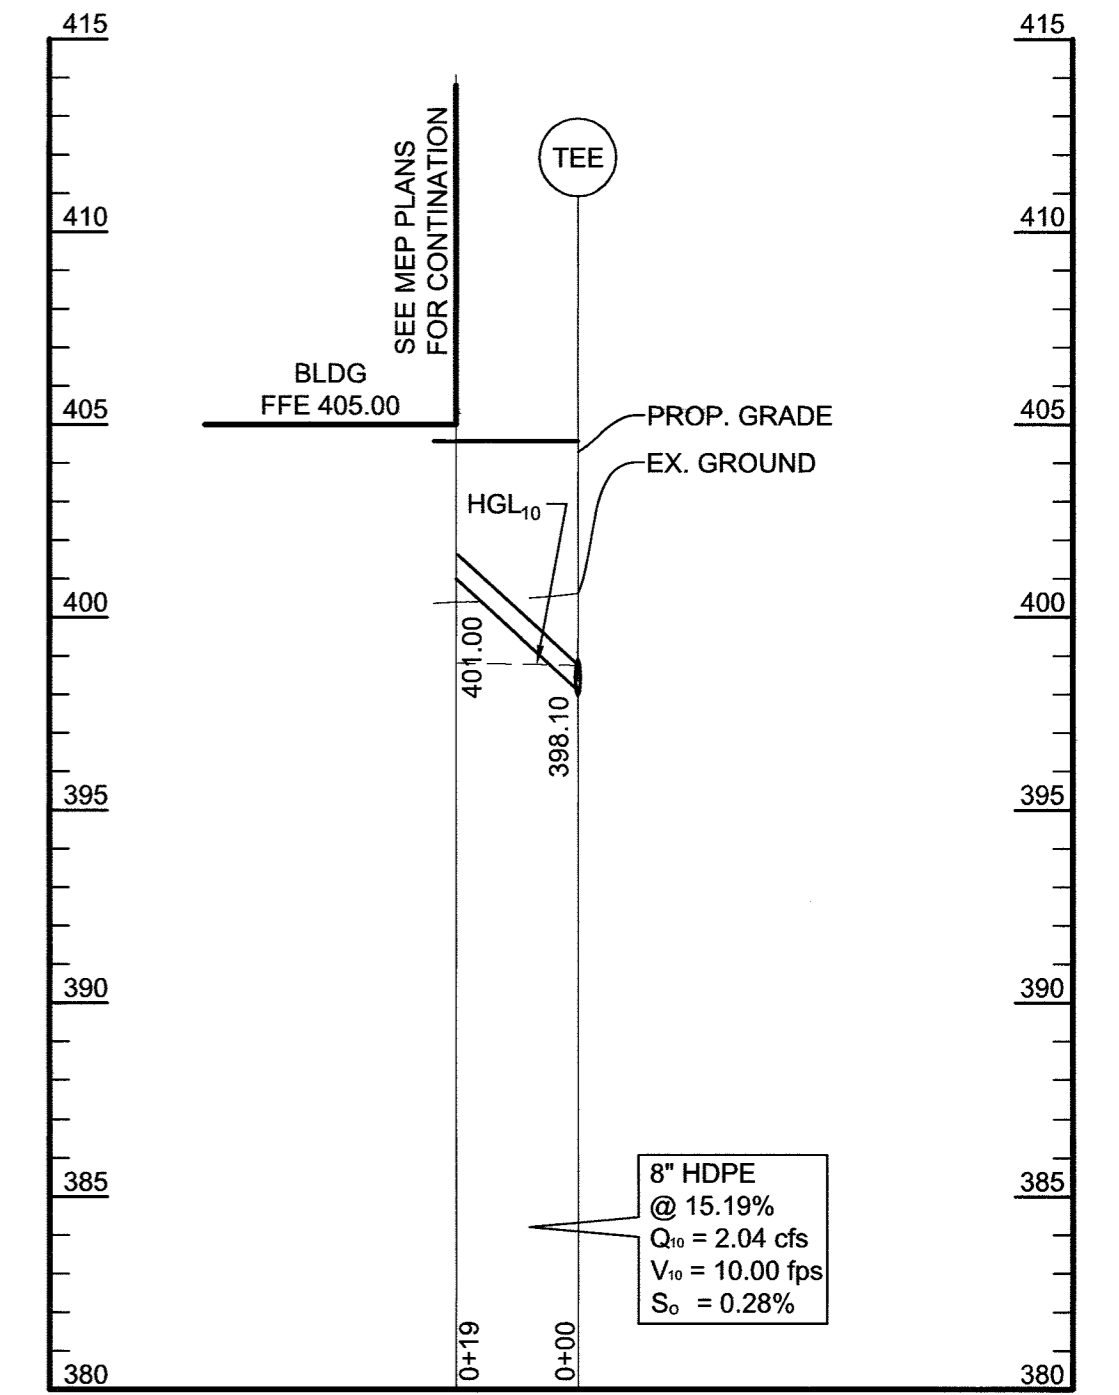 415
415
SEE MEP PLANS
FOR CONTINATION
TEE
410
410
BLDG
FFE 405.00
405
405
PROP. GRADE
EX. GROUND
HGL10
400
400
401.00
398.10
395
395
390
390
385
385
8" HDPE
@ 15.19%
Q10 = 2.04 cfs
V10 = 10.00 fps
So = 0.28%
0+19
0+00
380
380